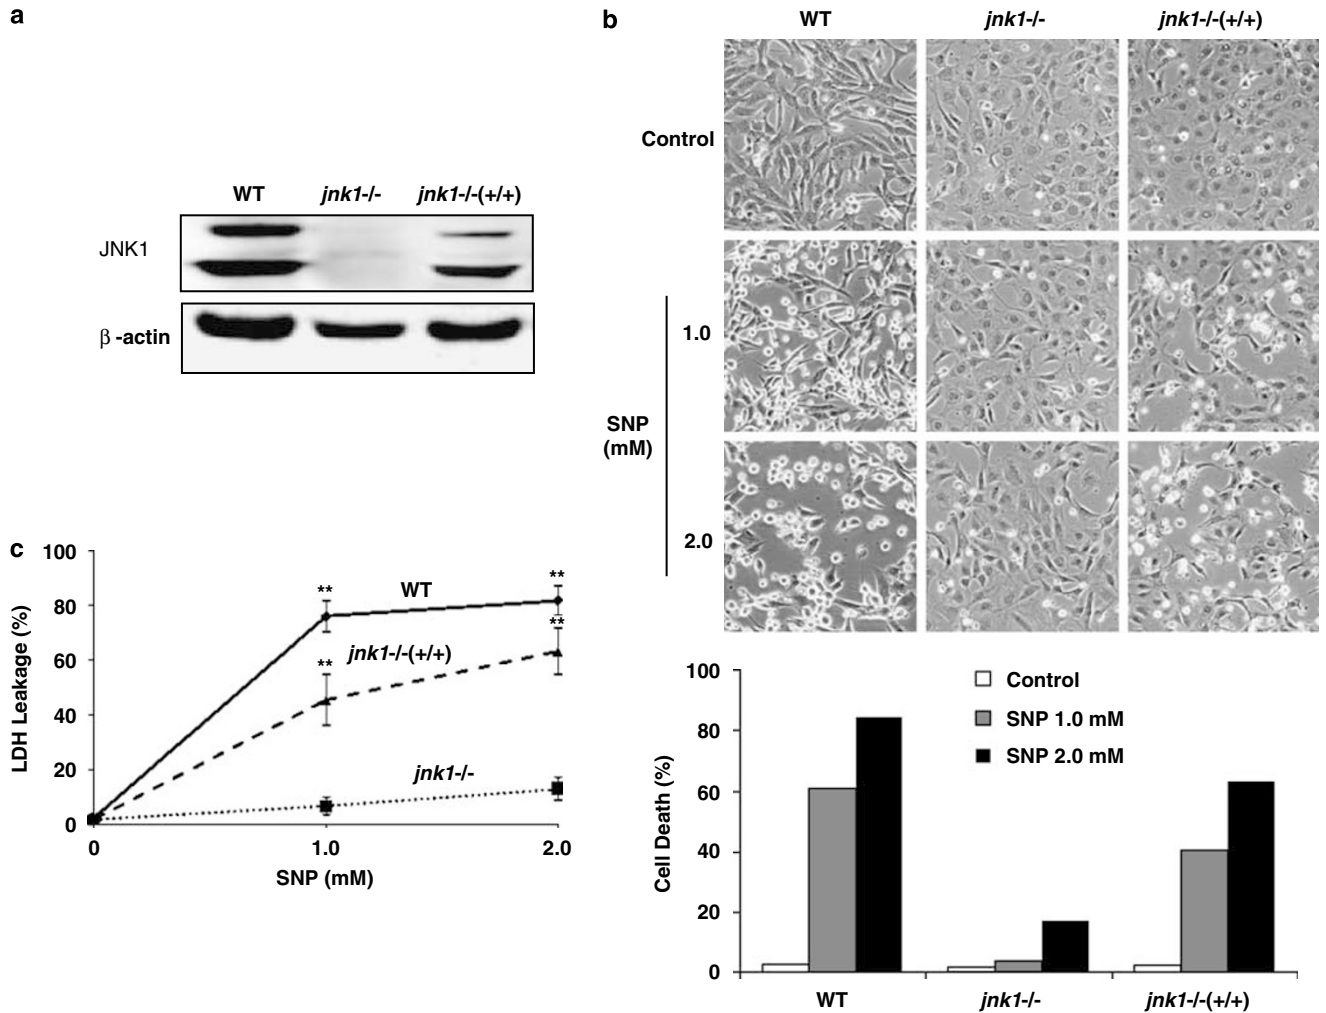 a
WT jnk1-/- jnk1-/-(+/+)
JNK1
β -actin
b
WT jnk1-/- jnk1-/-(+/+)
Control
1.0
SNP
(mM)
2.0
c
100
80
60
40
20
0
LDH Leakage (%)
** **
WT
**
jnk1-/-(+/+)
**
jnk1-/-
0 1.0 2.0
SNP (mM)
100
80
60
40
20
0
Cell Death (%)
Control
SNP 1.0 mM
SNP 2.0 mM
WT jnk1-/- jnk1-/-(+/+)